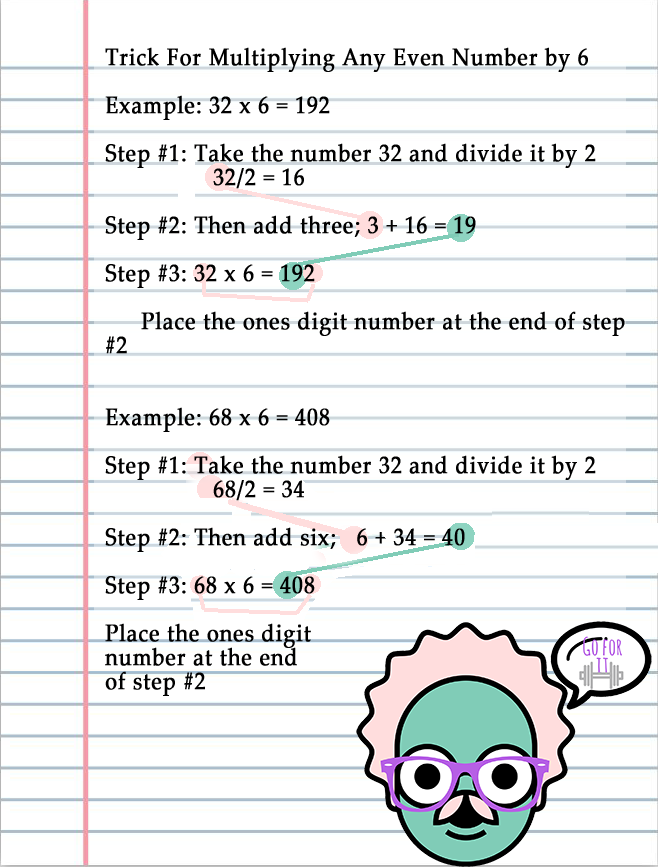 Trick For Multiplying Any Even Number by 6
Example: 32 x 6 = 192
Step #1: Take the number 32 and divide it by 2
32/2 = 16
Step #2: Then add three; 3 + 16 = 19
Step #3: 32 x 6 = 192
Place the ones digit number at the end of step
#2
Example: 68 x 6 = 408
Step #1: Take the number 32 and divide it by 2
68/2 = 34
Step #2: Then add six; 6 + 34 = 40
Step #3: 68 x 6 = 408
Place the ones digit
number at the end
of step #2
GO FOR
IT